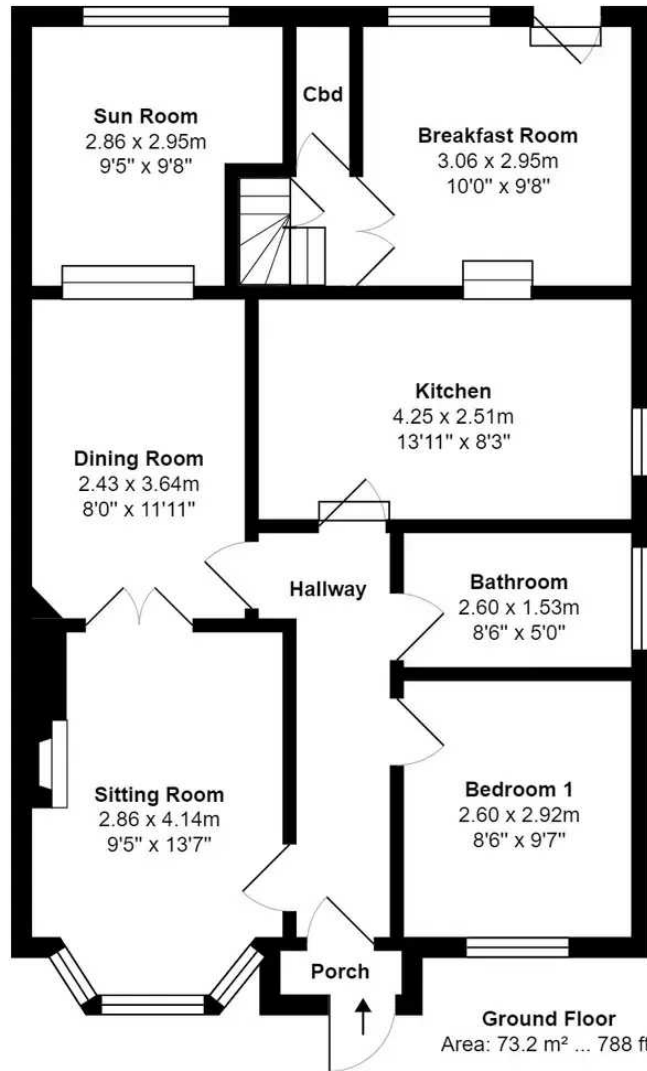 Sun Room
2.86 x 2.95m
9'5" x 9'8"
Cbd
Breakfast Room
3.06 x 2.95m
10'0" x 9'8"
Kitchen
4.25 x 2.51m
13'11" x 8'3"
Dining Room
2.43 x 3.64m
8'0" x 11'11"
Hallway
Bathroom
2.60 x 1.53m
8'6" x 5'0"
Sitting Room
2.86 x 4.14m
9'5" x 13'7"
Bedroom 1
2.60 x 2.92m
8'6" x 9'7"
Porch
Ground Floor
Area: 73.2 m² ... 788 ft